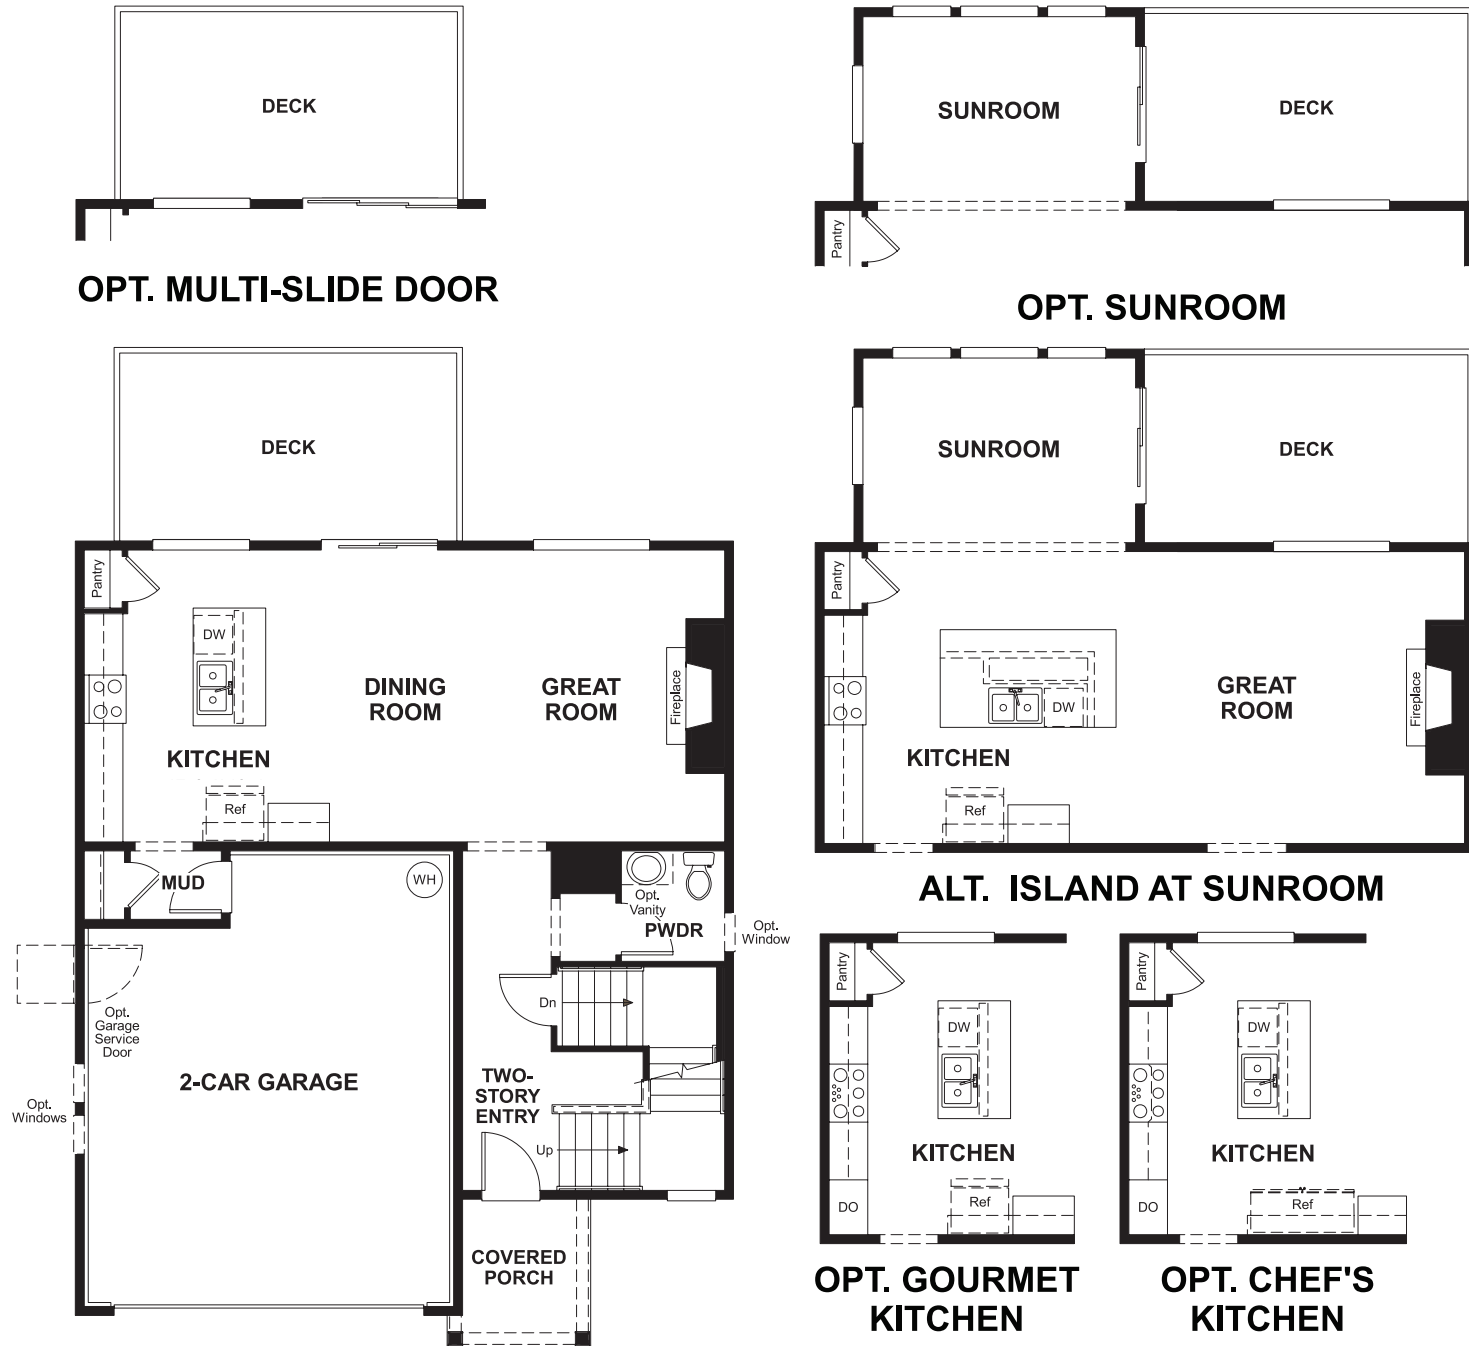 DECK
OPT. MULTI-SLIDE DOOR
SUNROOM
DECK
Pantry
OPT. SUNROOM
DECK
Pantry
DW
DINING
ROOM
GREAT
ROOM
Fireplace
KITCHEN
Ref
MUD
WH
Opt.
Vanity
PWDR
Opt.
Window
Dn
Opt.
Garage
Service
Door
2-CAR GARAGE
Opt.
Windows
TWO-
STORY
ENTRY
Up
COVERED
PORCH
SUNROOM
DECK
Pantry
DW
GREAT
ROOM
Fireplace
KITCHEN
Ref
ALT. ISLAND AT SUNROOM
Pantry
DW
KITCHEN
DO
Ref
OPT. GOURMET
KITCHEN
Pantry
DW
KITCHEN
DO
Ref
OPT. CHEF'S
KITCHEN